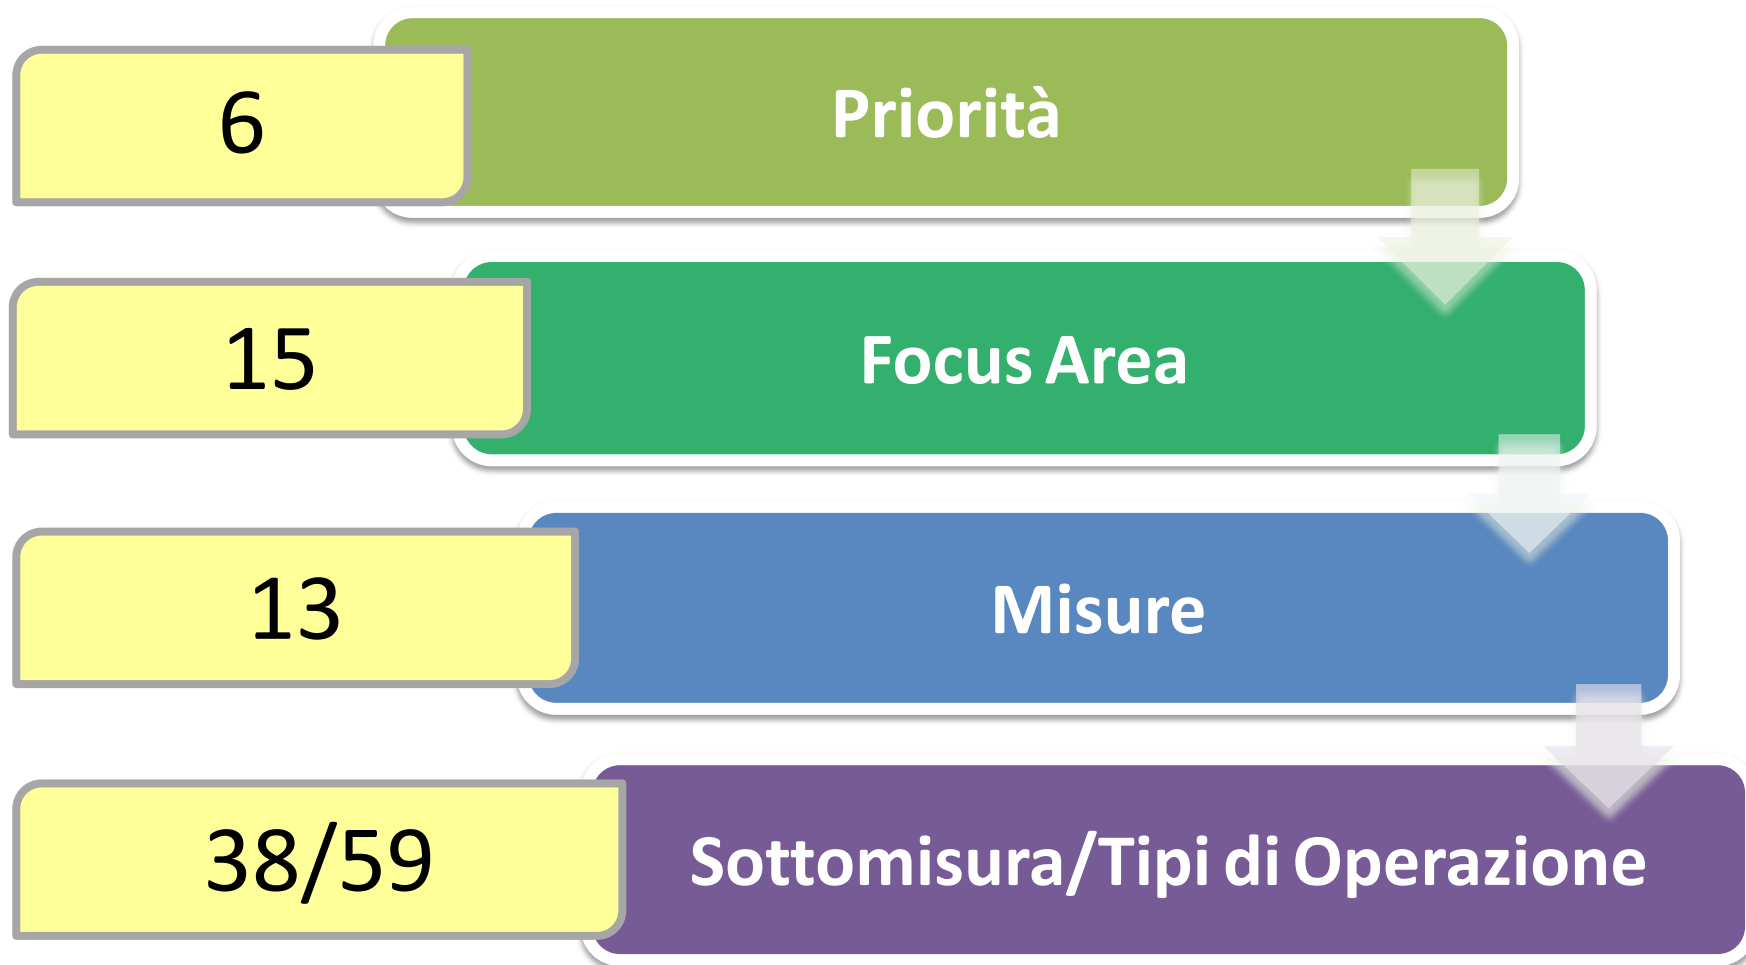 6
Priorità
15
Focus Area
13
Misure
38/59
Sottomisura/Tipi di Operazione